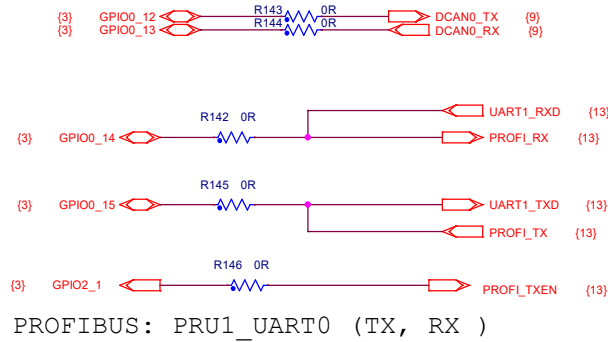 {3} GPIO0_12 R143 0R DCAN0_TX {9}
{3} GPIO0_13 R144 0R DCAN0_RX {9}
UART1_RXD {13}
R142 0R
{3} GPIO0_14 PROFI_RX {13}
R145 0R
{3} GPIO0_15 UART1_TXD {13}
PROFI_TX {13}
R146 0R
{3} GPIO2_1 PROFI_TXEN {13}
PROFIBUS: PRU1_UART0 (TX, RX )